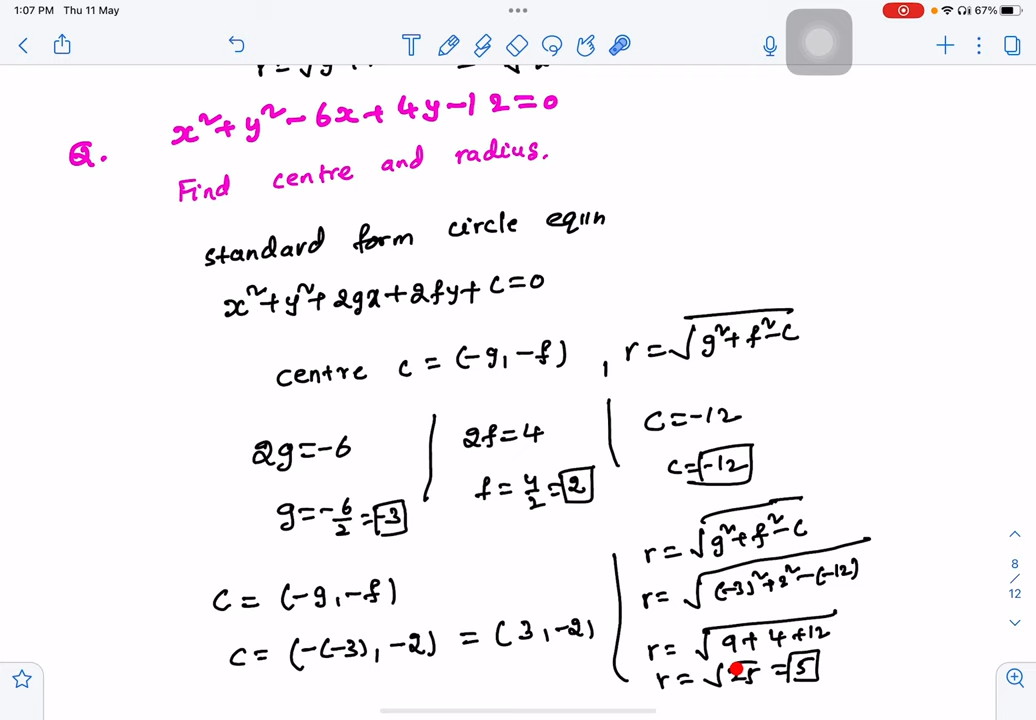 1:07 PM Thu 11 May
67%
x²+y²-6x+4y-12=0
Q.
Find centre and radius.
standard form circle eqın
x²+y²+2gx+2fy+c=0
centre c = (-g, -f) , r=√g²+f²-c
2g=-6
2f=4
c=-12
g=-6/2=-3
f=4/2=2
c=-12
c = (-g, -f)
c = (-(-3), -2) = (3, -2)
r=√g²+f²-c
r=√(-3)²+2²-(-12)
r=√9+4+12
r=√25=5
8
/
12